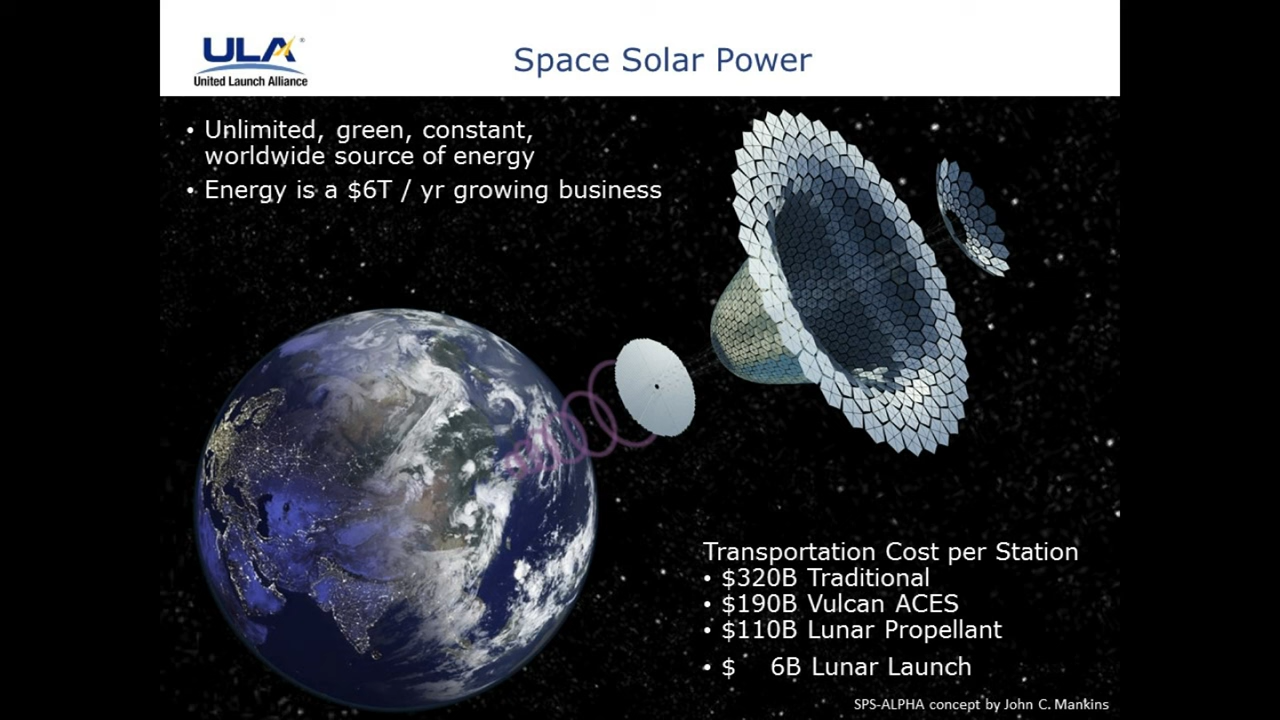 ULA®
United Launch Alliance
Space Solar Power
• Unlimited, green, constant,
worldwide source of energy
• Energy is a $6T / yr growing business
Transportation Cost per Station
• $320B Traditional
• $190B Vulcan ACES
• $110B Lunar Propellant
• $ 6B Lunar Launch
SPS-ALPHA concept by John C. Mankins